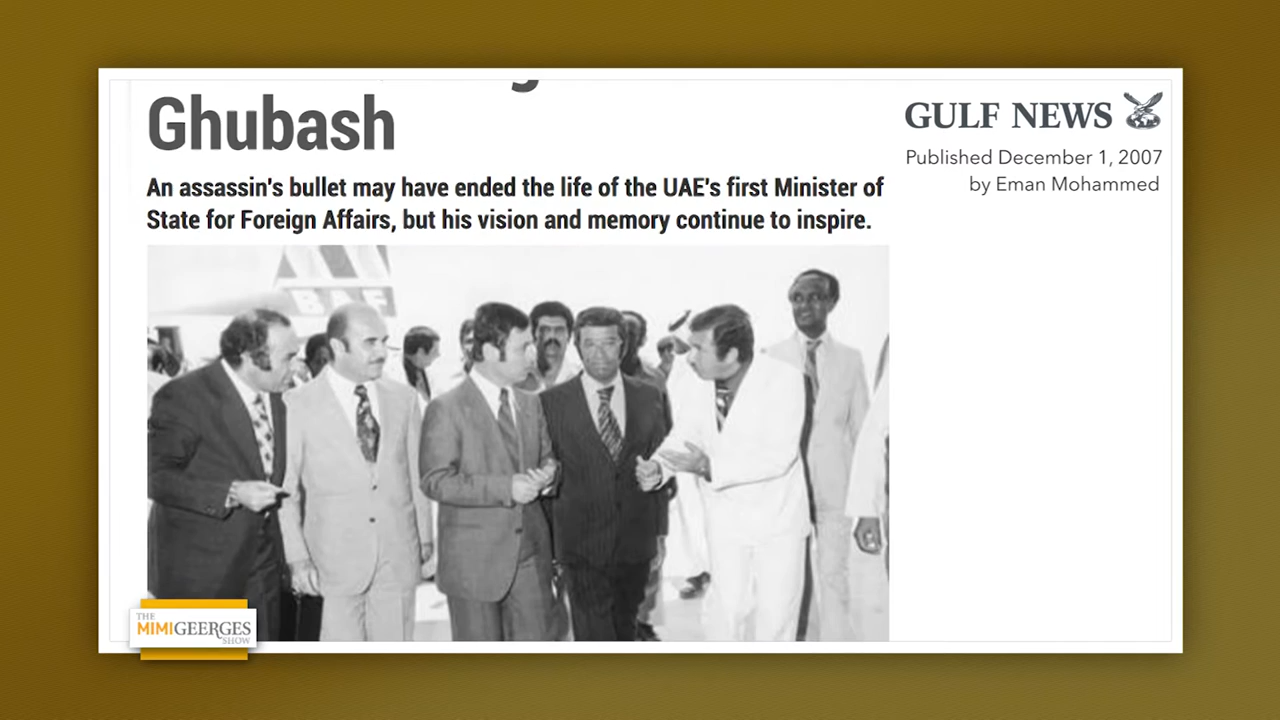 Ghubash
An assassin's bullet may have ended the life of the UAE's first Minister of
State for Foreign Affairs, but his vision and memory continue to inspire.
GULF NEWS
Published December 1, 2007
by Eman Mohammed
THE
MIMIGEERGES
SHOW